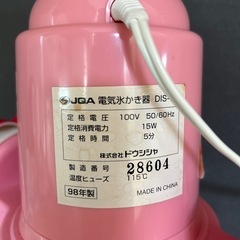 JQA 電気氷かき器 DIS-
定格電圧 100V 50/60Hz
定格消費電力 15W
定格時間 5分
株式会社ドウシシャ
製造番号 28604
温度ヒューズ 115℃
98年製 MADE IN CHINA